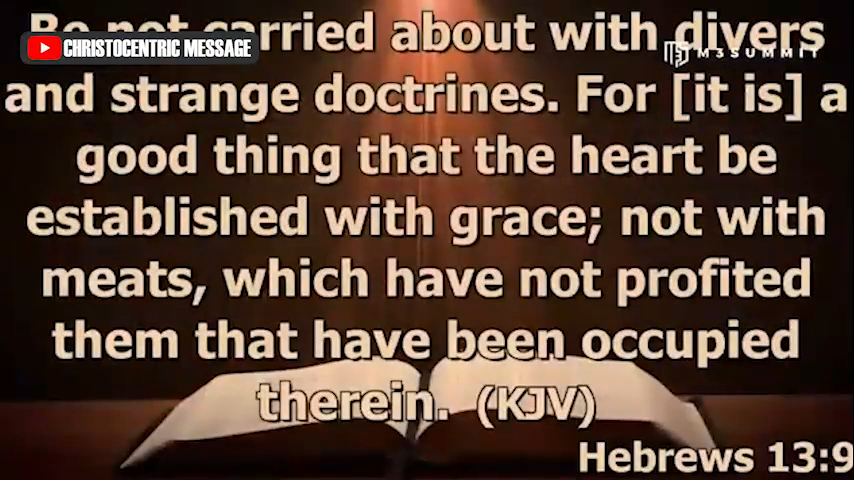 Be not carried about with divers
CHRISTOCENTRIC MESSAGE
M3SUMMIT
and strange doctrines. For [it is] a
good thing that the heart be
established with grace; not with
meats, which have not profited
them that have been occupied
therein. (KJV)
Hebrews 13:9